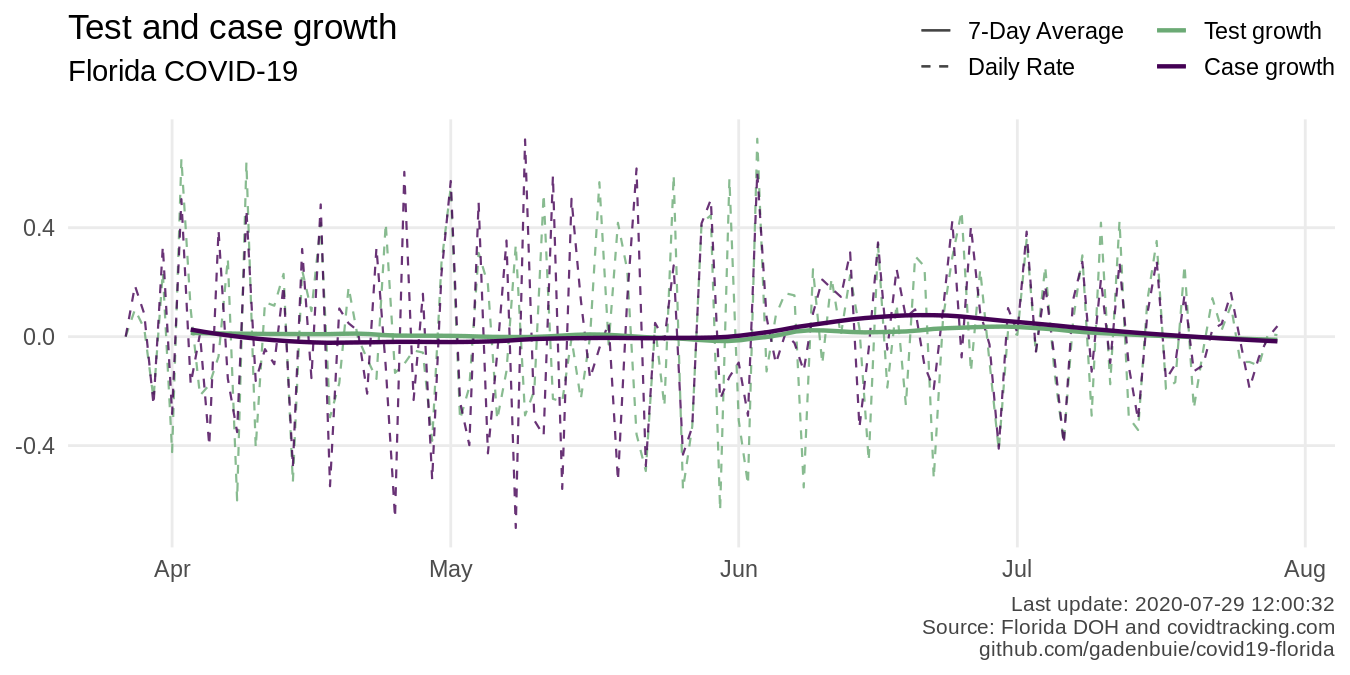 Test and case growth
Florida COVID-19
7-Day Average
Daily Rate
Test growth
Case growth
0.4
0.0
-0.4
Apr
May
Jun
Jul
Aug
Last update: 2020-07-29 12:00:32
Source: Florida DOH and covidtracking.com
github.com/gadenbuie/covid19-florida